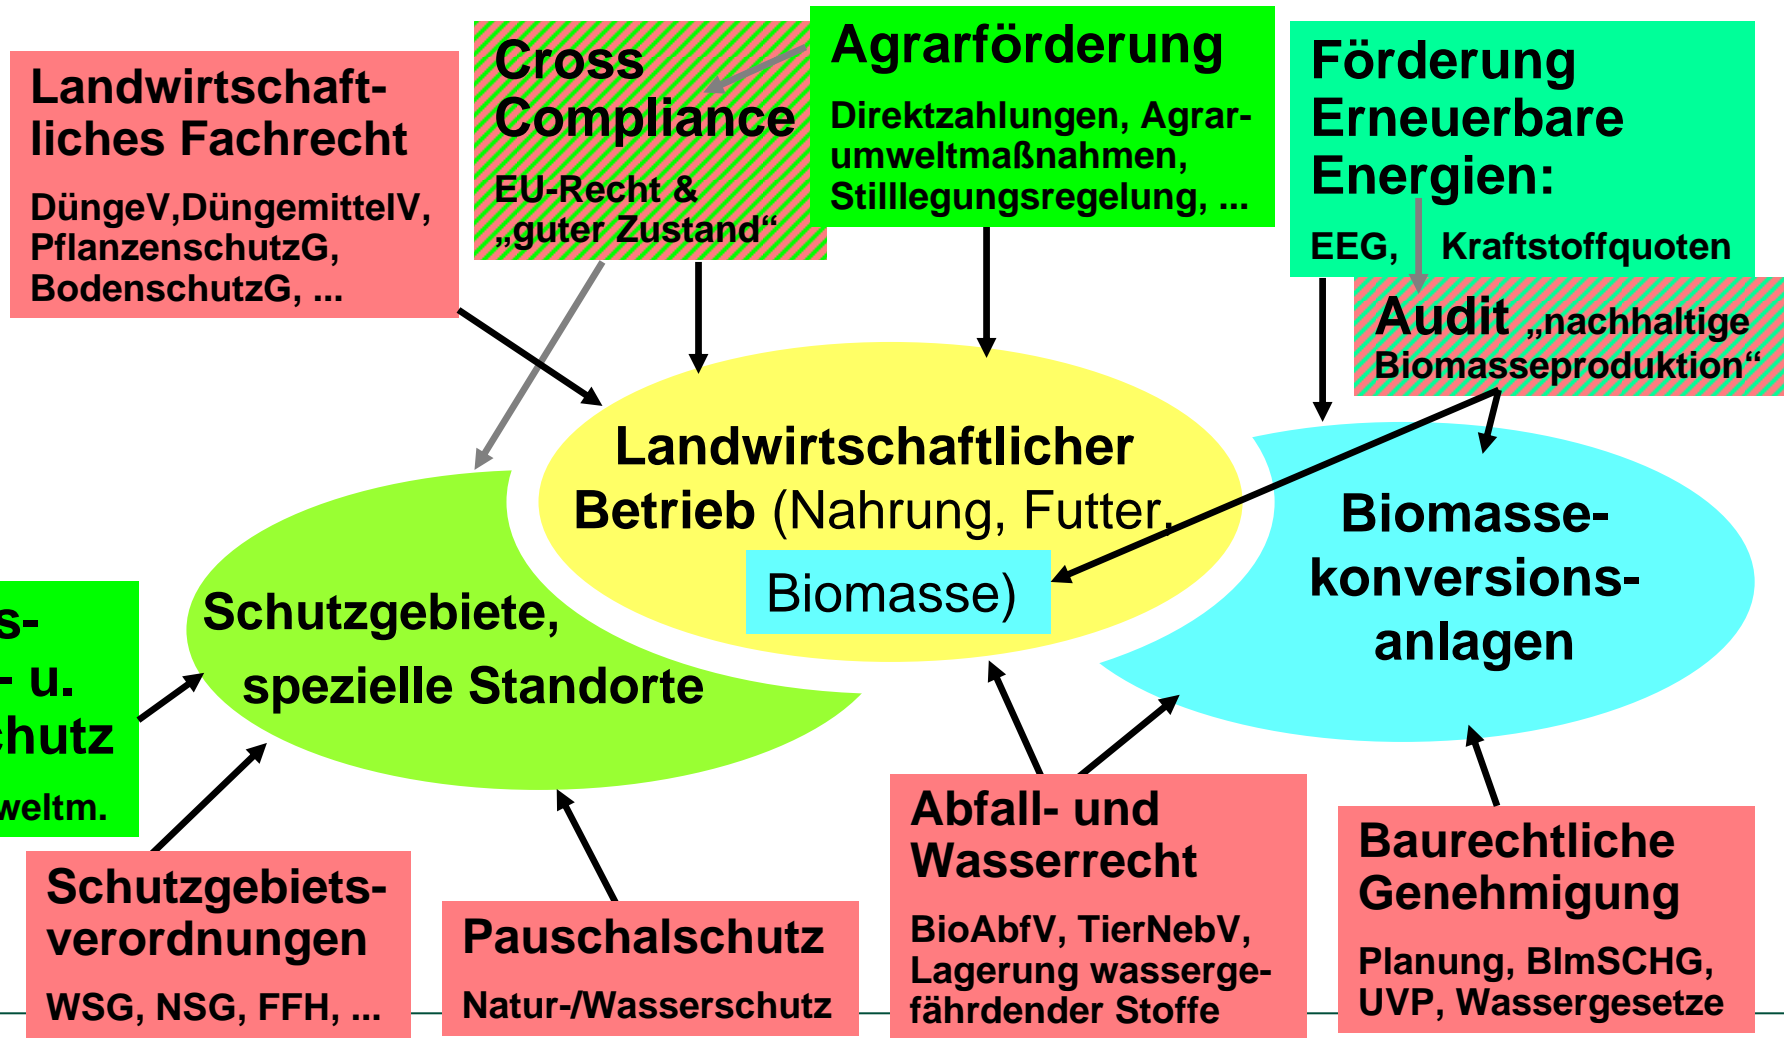 Landwirtschaft-
liches Fachrecht
DüngeV,DüngemittelV,
PflanzenschutzG,
BodenschutzG, ...
Cross
Compliance
EU-Recht &
„guter Zustand“
Agrarförderung
Direktzahlungen, Agrar-
umweltmaßnahmen,
Stilllegungsregelung, ...
Förderung
Erneuerbare
Energien:
EEG, Kraftstoffquoten
Audit „nachhaltige
Biomasseproduktion“
Landwirtschaftlicher
Betrieb (Nahrung, Futter,
Biomasse)
Biomasse-
konversions-
anlagen
Schutzgebiete,
spezielle Standorte
s-
- u.
chutz
weltm.
Schutzgebiets-
verordnungen
WSG, NSG, FFH, ...
Pauschalschutz
Natur-/Wasserschutz
Abfall- und
Wasserrecht
BioAbfV, TierNebV,
Lagerung wasserge-
fährdender Stoffe
Baurechtliche
Genehmigung
Planung, BImSCHG,
UVP, Wassergesetze